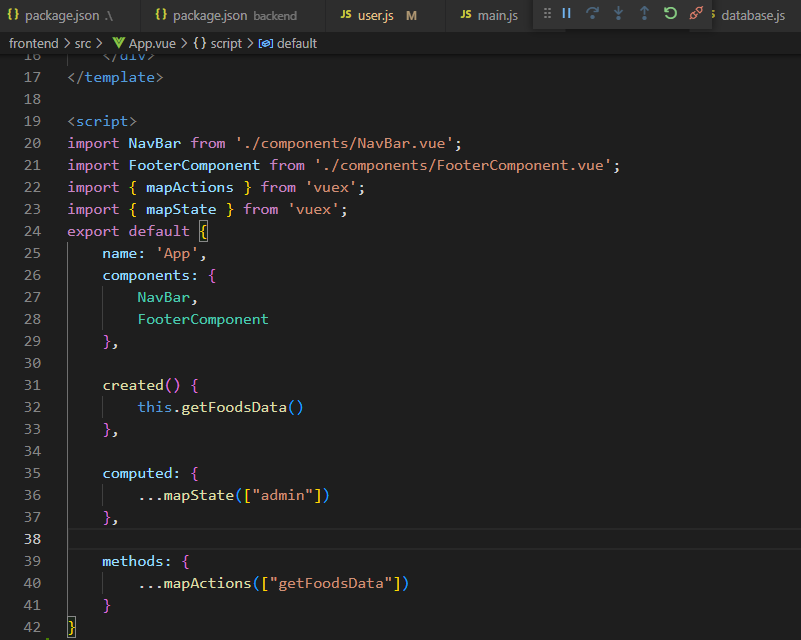 {} package.json .\ {} package.json backend JS user.js M JS main.js database.js
frontend > src > App.vue > {} script > default
16 </div>
17 </template>
18
19 <script>
20 import NavBar from './components/NavBar.vue';
21 import FooterComponent from './components/FooterComponent.vue';
22 import { mapActions } from 'vuex';
23 import { mapState } from 'vuex';
24 export default {
25 name: 'App',
26 components: {
27 NavBar,
28 FooterComponent
29 },
30
31 created() {
32 this.getFoodsData()
33 },
34
35 computed: {
36 ...mapState(["admin"])
37 },
38
39 methods: {
40 ...mapActions(["getFoodsData"])
41 }
42 }